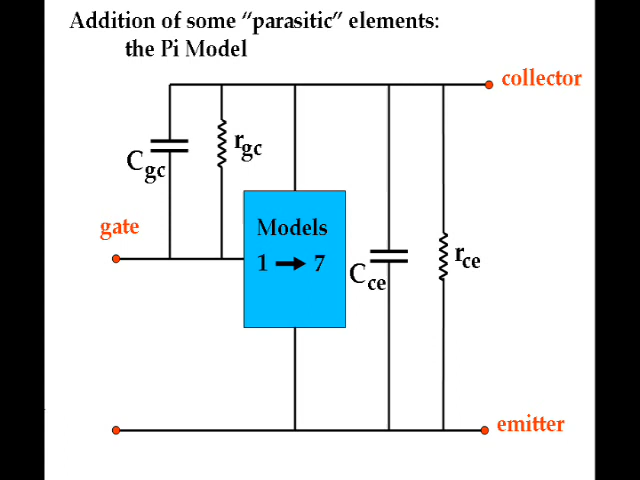 Addition of some "parasitic" elements:
the Pi Model
collector
Cgc
rgc
gate
Models
1 → 7
Cce
rce
emitter